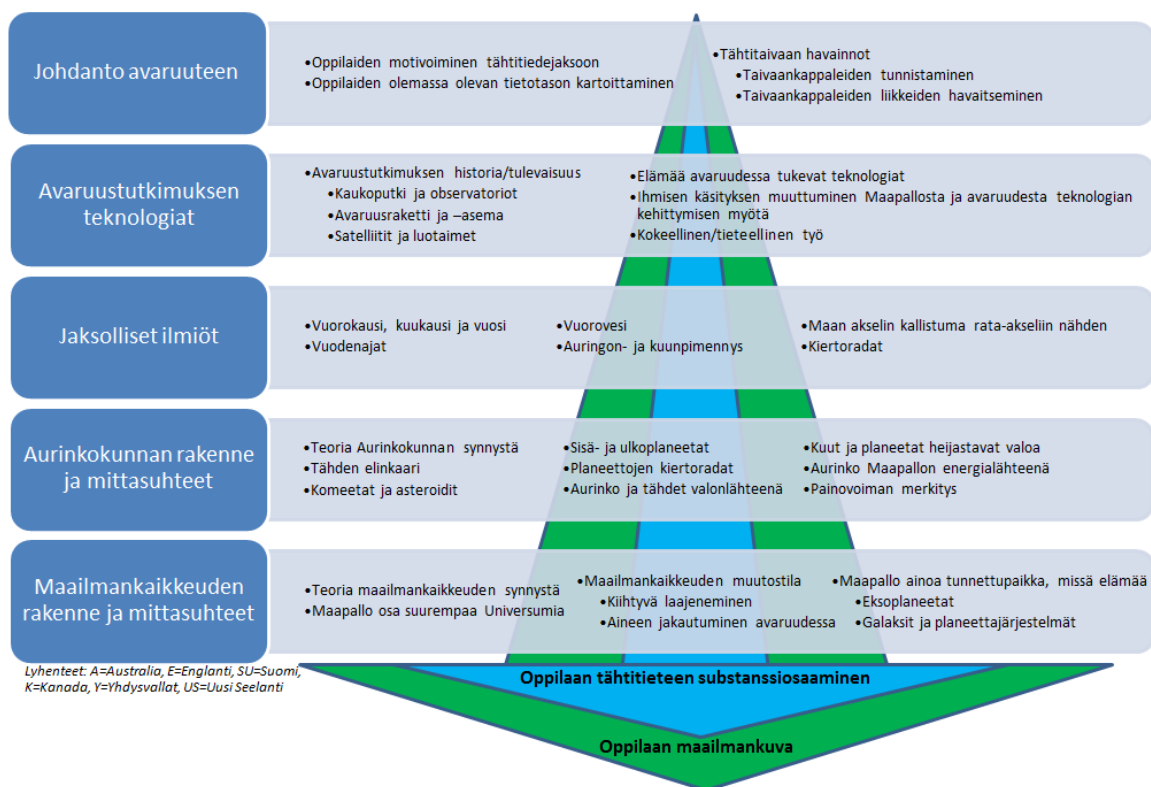 Johdanto avaruuteen
•Oppilaiden motivoiminen tähtitiedejaksoon
•Oppilaiden olemassa olevan tietotason kartoittaminen
•Tähtitaivaan havainnot
•Taivaankappaleiden tunnistaminen
•Taivaankappaleiden liikkeiden havaitseminen
Avaruustutkimuksen
teknologiat
•Avaruustutkimuksen historia/tulevaisuus
•Kaukoputki ja observatoriot
•Avaruusraketti ja –asema
•Satelliitit ja luotaimet
•Elämää avaruudessa tukevat teknologiat
•Ihmisen käsityksen muuttuminen Maapallosta ja avaruudesta teknologian
kehittymisen myötä
•Kokeellinen/tieteellinen työ
Jaksolliset ilmiöt
•Vuorokausi, kuukausi ja vuosi
•Vuodenajat
•Vuorovesi
•Auringon- ja kuunpimennys
•Maan akselin kallistuma rata-akseliin nähden
•Kiertoradat
Aurinkokunnan rakenne
ja mittasuhteet
•Teoria Aurinkokunnan synnystä
•Tähden elinkaari
•Komeetat ja asteroidit
•Sisä- ja ulkoplaneetat
•Planeettojen kiertoradat
•Aurinko ja tähdet valonlähteenä
•Kuut ja planeetat heijastavat valoa
•Aurinko Maapallon energialähteenä
•Painovoiman merkitys
Maailmankaikkeuden
rakenne ja mittasuhteet
•Teoria maailmankaikkeuden synnystä
•Maapallo osa suurempaa Universumia
•Maailmankaikkeuden muutostila
•Kiihtyvä laajeneminen
•Aineen jakautuminen avaruudessa
•Maapallo ainoa tunnettupaikka, missä elämää
•Eksoplaneetat
•Galaksit ja planeettajärjestelmät
Lyhenteet: A=Australia, E=Englanti, SU=Suomi,
K=Kanada, Y=Yhdysvallat, US=Uusi Seelanti
Oppilaan tähtitieteen substanssiosaaminen
Oppilaan maailmankuva